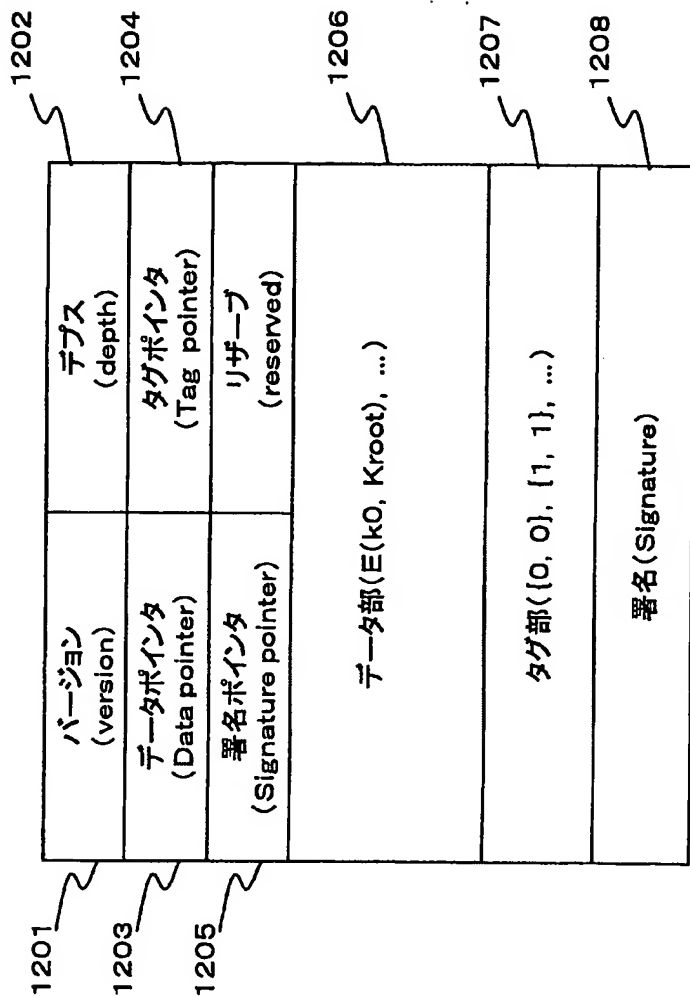 1201
バージョン
(version)
デプス
(depth)
1202
1203
データポインタ
(Data pointer)
タグポインタ
(Tag pointer)
1204
1205
署名ポインタ
(Signature pointer)
リザーブ
(reserved)
データ部(E(k0, Kroot), ...)
1206
タグ部({0, 0}, {1, 1}, ...)
1207
署名(Signature)
1208